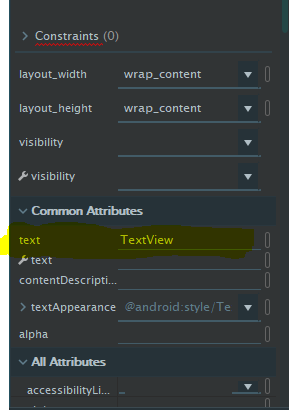 Constraints (0)
layout_width wrap_content
layout_height wrap_content
visibility
visibility
Common Attributes
text TextView
text
contentDescripti...
textAppearance @android:style/Te
alpha
All Attributes
accessibilityLi...